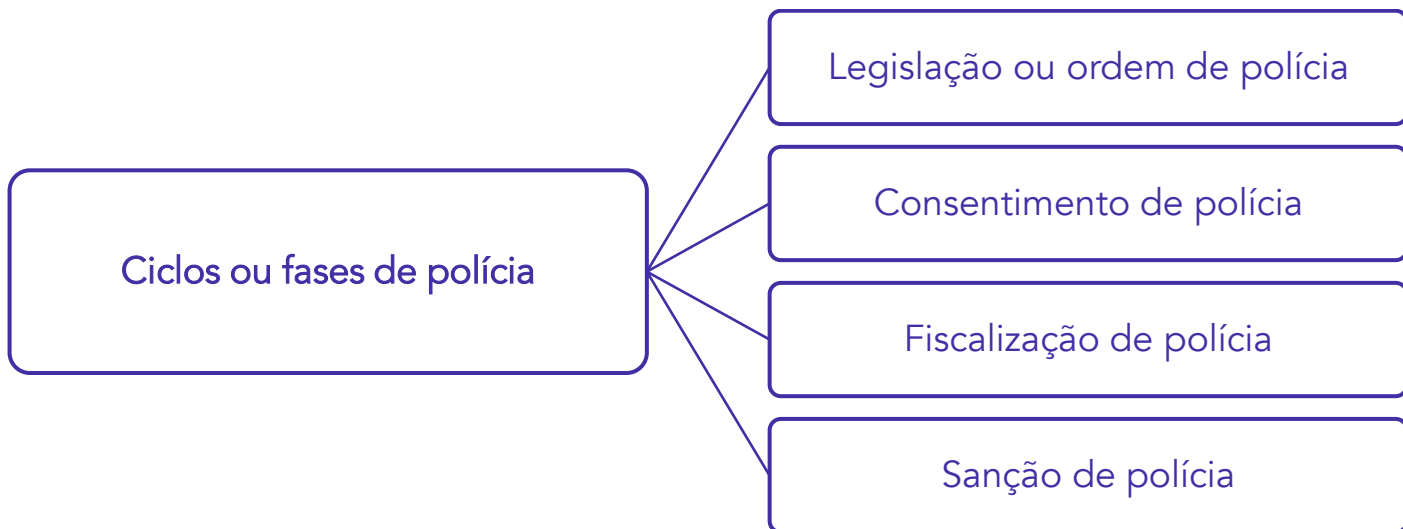 Ciclos ou fases de polícia
Legislação ou ordem de polícia
Consentimento de polícia
Fiscalização de polícia
Sanção de polícia